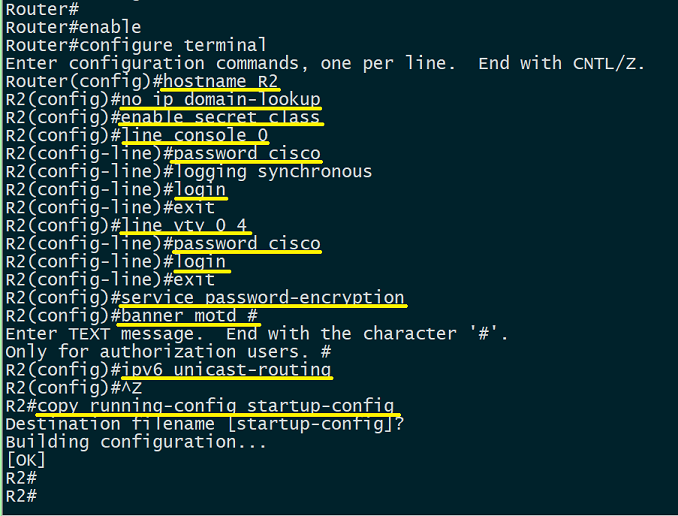 Router#
Router#enable
Router#configure terminal
Enter configuration commands, one per line.  End with CNTL/Z.
Router(config)#hostname R2
R2(config)#no ip domain-lookup
R2(config)#enable secret class
R2(config)#line console 0
R2(config-line)#password cisco
R2(config-line)#logging synchronous
R2(config-line)#login
R2(config-line)#exit
R2(config)#line vty 0 4
R2(config-line)#password cisco
R2(config-line)#login
R2(config-line)#exit
R2(config)#service password-encryption
R2(config)#banner motd #
Enter TEXT message.  End with the character '#'.
Only for authorization users. #
R2(config)#ipv6 unicast-routing
R2(config)#^Z
R2#copy running-config startup-config
Destination filename [startup-config]?
Building configuration...
[OK]
R2#
R2#